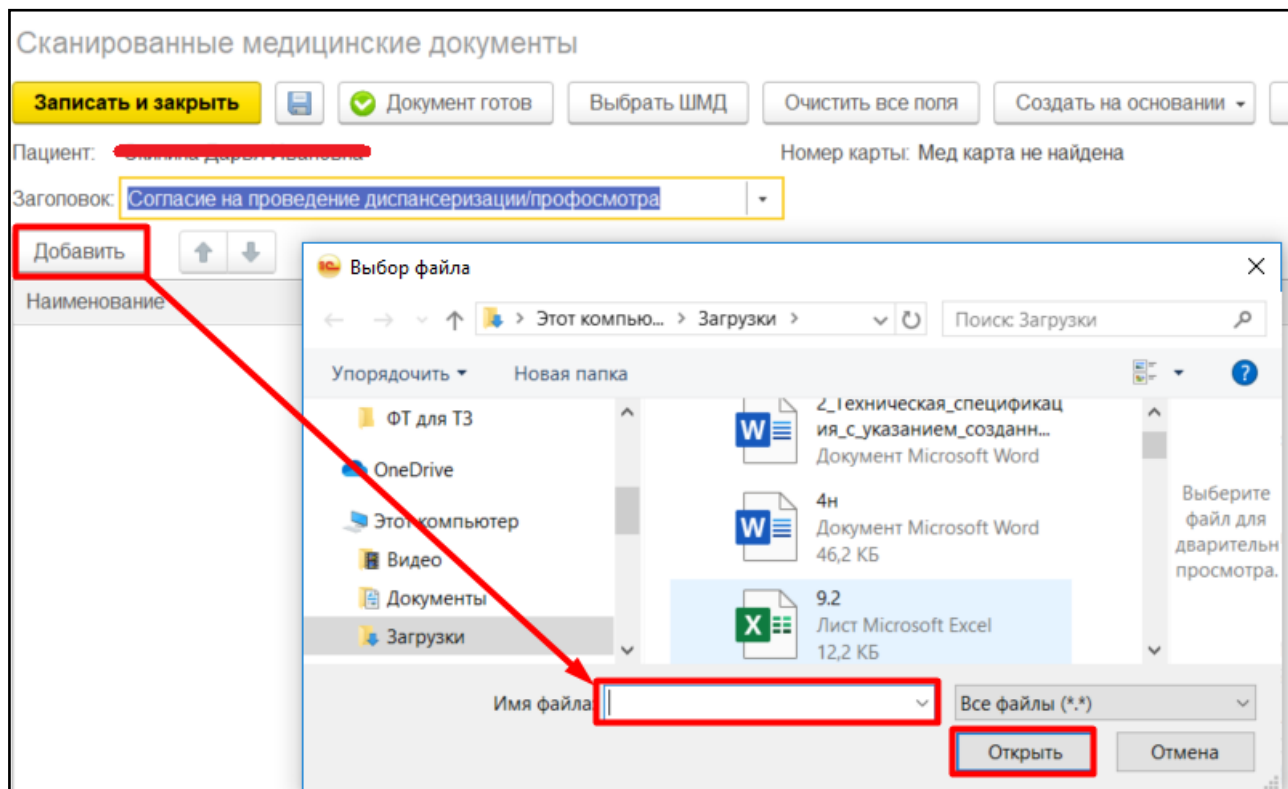 Сканированные медицинские документы
Записать и закрыть Документ готов Выбрать ШМД Очистить все поля Создать на основании
Пациент: Номер карты: Мед карта не найдена
Заголовок: Согласие на проведение диспансеризации/профосмотра
Добавить
Наименование
1С Выбор файла
Этот компью... > Загрузки > Поиск: Загрузки
Упорядочить Новая папка ?
ФТ для ТЗ
OneDrive
Этот компьютер
Видео
Документы
Загрузки
2_Техническая_спецификац
ия_с_указанием_созданн...
Документ Microsoft Word
4н
Документ Microsoft Word
46,2 КБ
9.2
Лист Microsoft Excel
12,2 КБ
Выберите
файл для
дварительн
просмотра.
Имя файла Все файлы (*.*)
Открыть Отмена